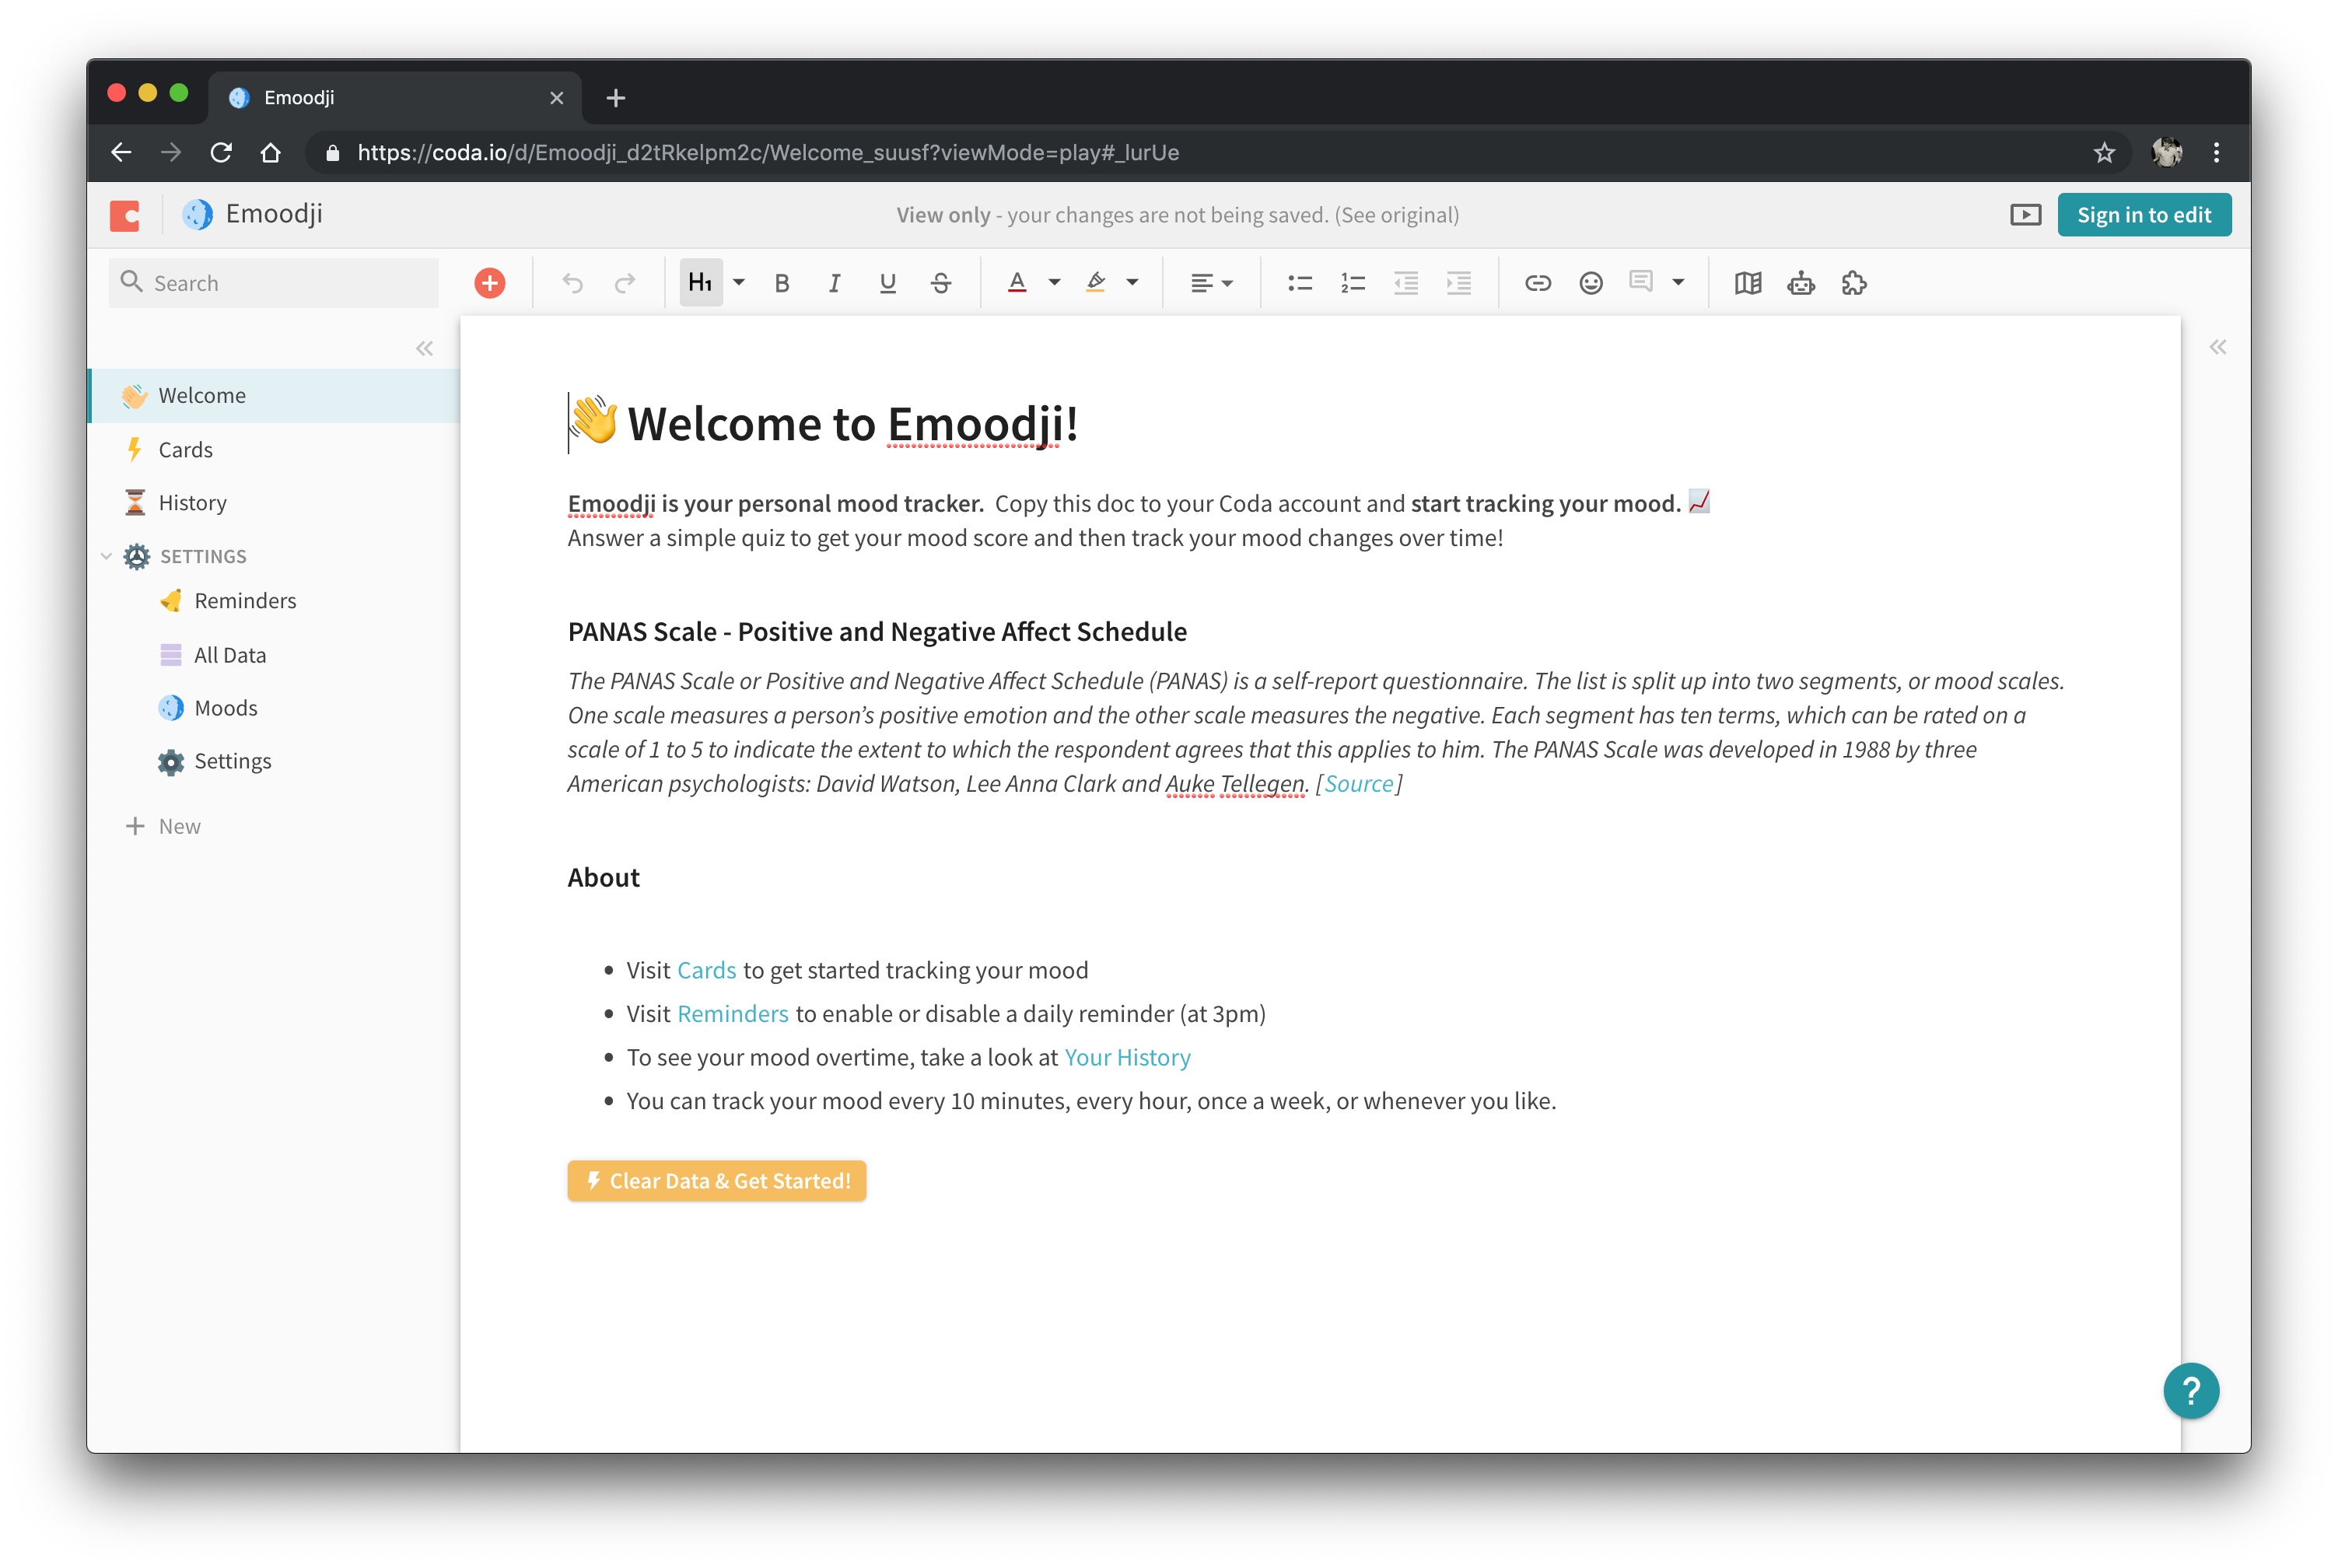 Emoodji
https://coda.io/d/Emoodji_d2tRkelpm2c/Welcome_suusf?viewMode=play#_lurUe
Emoodji
View only - your changes are not being saved. (See original)
Sign in to edit
Search
H1
B
I
U
S
A
Welcome
Cards
History
SETTINGS
Reminders
All Data
Moods
Settings
New
👋 Welcome to Emoodji!
Emoodji is your personal mood tracker. Copy this doc to your Coda account and start tracking your mood. 📈
Answer a simple quiz to get your mood score and then track your mood changes over time!
PANAS Scale - Positive and Negative Affect Schedule
The PANAS Scale or Positive and Negative Affect Schedule (PANAS) is a self-report questionnaire. The list is split up into two segments, or mood scales.
One scale measures a person’s positive emotion and the other scale measures the negative. Each segment has ten terms, which can be rated on a
scale of 1 to 5 to indicate the extent to which the respondent agrees that this applies to him. The PANAS Scale was developed in 1988 by three
American psychologists: David Watson, Lee Anna Clark and Auke Tellegen. [Source]
About
• Visit Cards to get started tracking your mood
• Visit Reminders to enable or disable a daily reminder (at 3pm)
• To see your mood overtime, take a look at Your History
• You can track your mood every 10 minutes, every hour, once a week, or whenever you like.
Clear Data & Get Started!
?